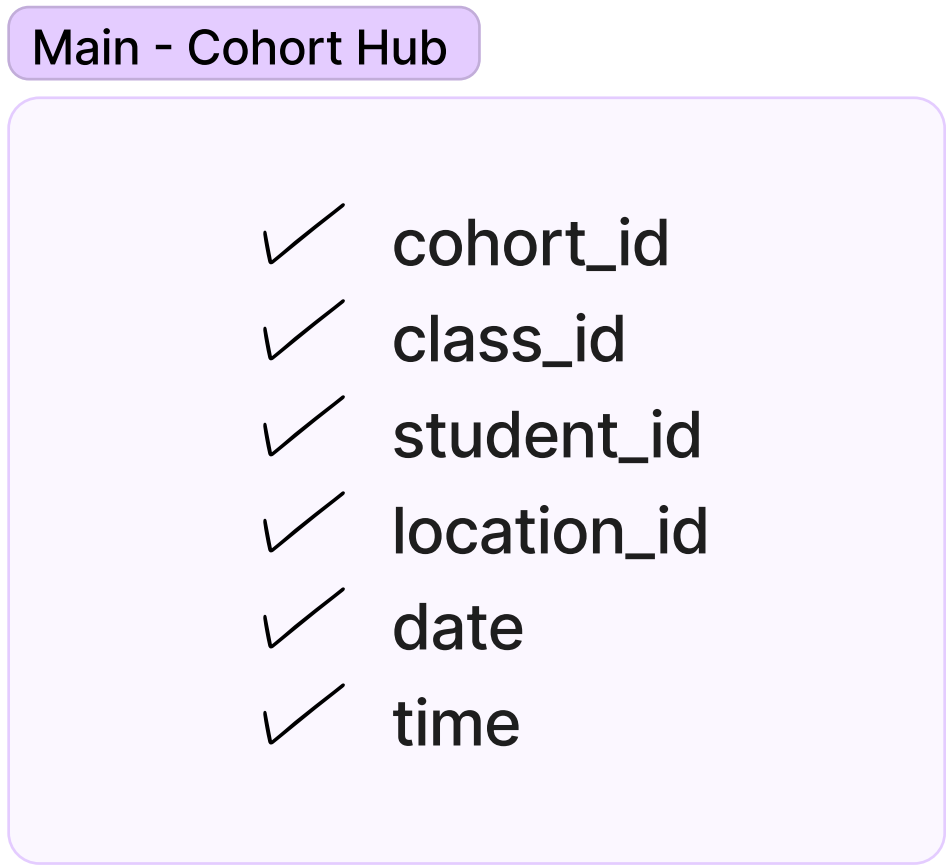 Main - Cohort Hub
cohort_id
class_id
student_id
location_id
date
time